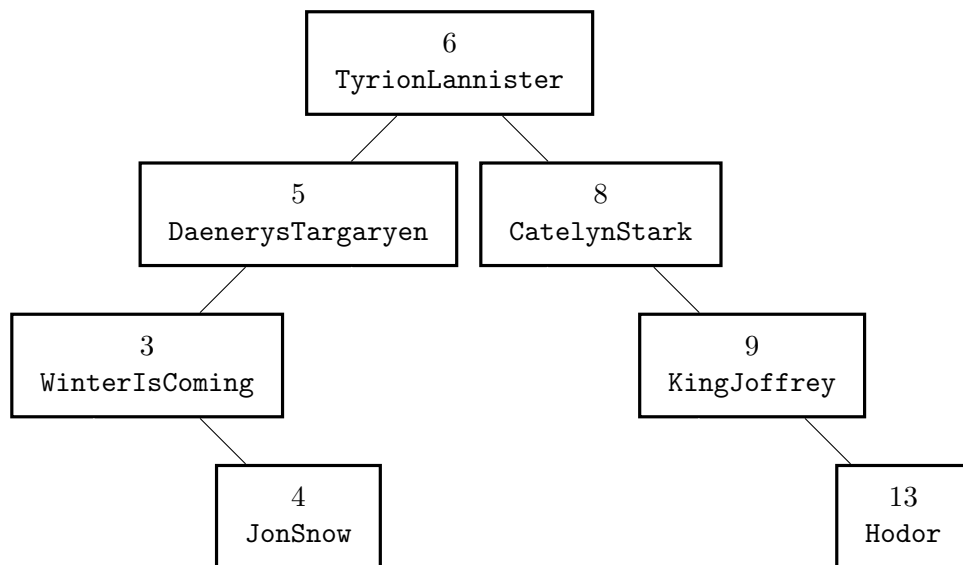 6
TyrionLannister
5
DaenerysTargaryen
8
CatelynStark
3
WinterIsComing
9
KingJoffrey
4
JonSnow
13
Hodor